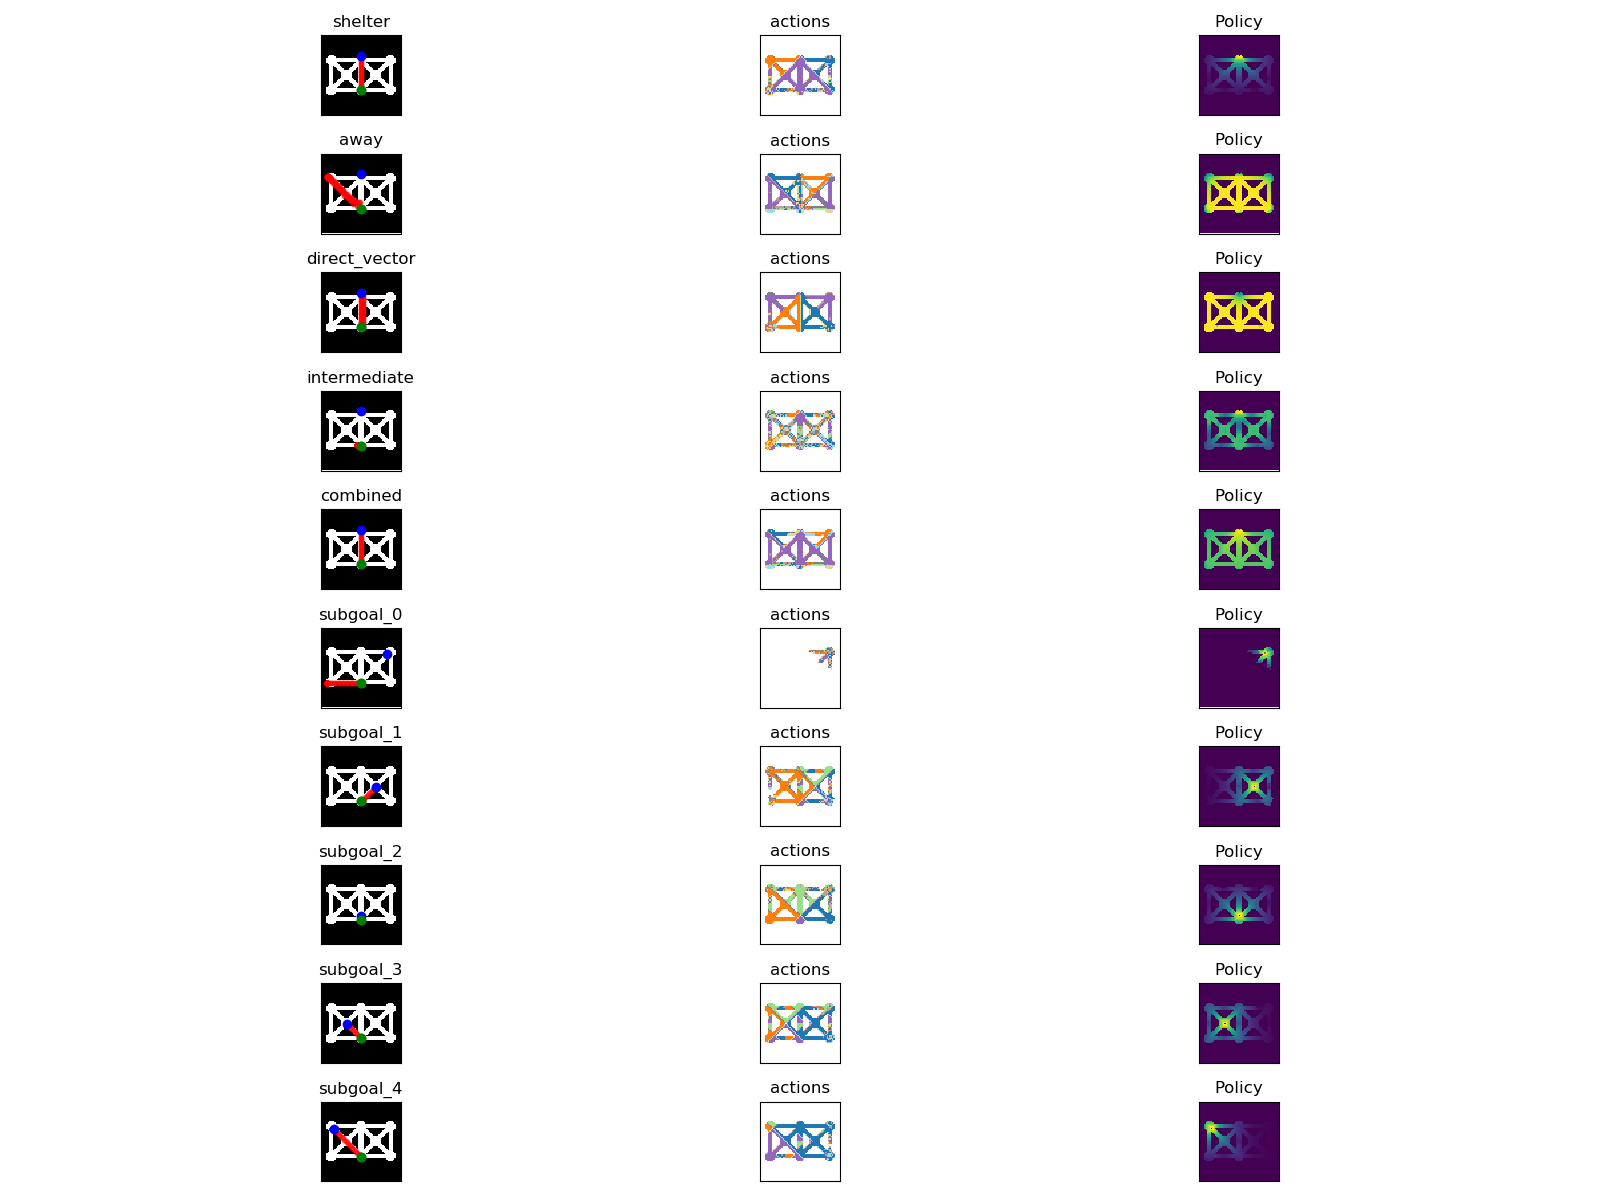 shelter actions Policy
away actions Policy
direct_vector actions Policy
intermediate actions Policy
combined actions Policy
subgoal_0 actions Policy
subgoal_1 actions Policy
subgoal_2 actions Policy
subgoal_3 actions Policy
subgoal_4 actions Policy